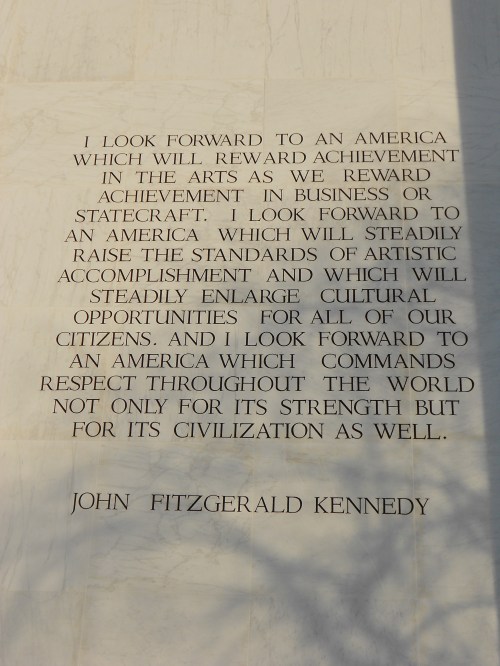 I LOOK FORWARD TO AN AMERICA
WHICH WILL REWARD ACHIEVEMENT
IN THE ARTS AS WE REWARD
ACHIEVEMENT IN BUSINESS OR
STATECRAFT. I LOOK FORWARD TO
AN AMERICA WHICH WILL STEADILY
RAISE THE STANDARDS OF ARTISTIC
ACCOMPLISHMENT AND WHICH WILL
STEADILY ENLARGE CULTURAL
OPPORTUNITIES FOR ALL OF OUR
CITIZENS. AND I LOOK FORWARD TO
AN AMERICA WHICH COMMANDS
RESPECT THROUGHOUT THE WORLD
NOT ONLY FOR ITS STRENGTH BUT
FOR ITS CIVILIZATION AS WELL.
JOHN FITZGERALD KENNEDY